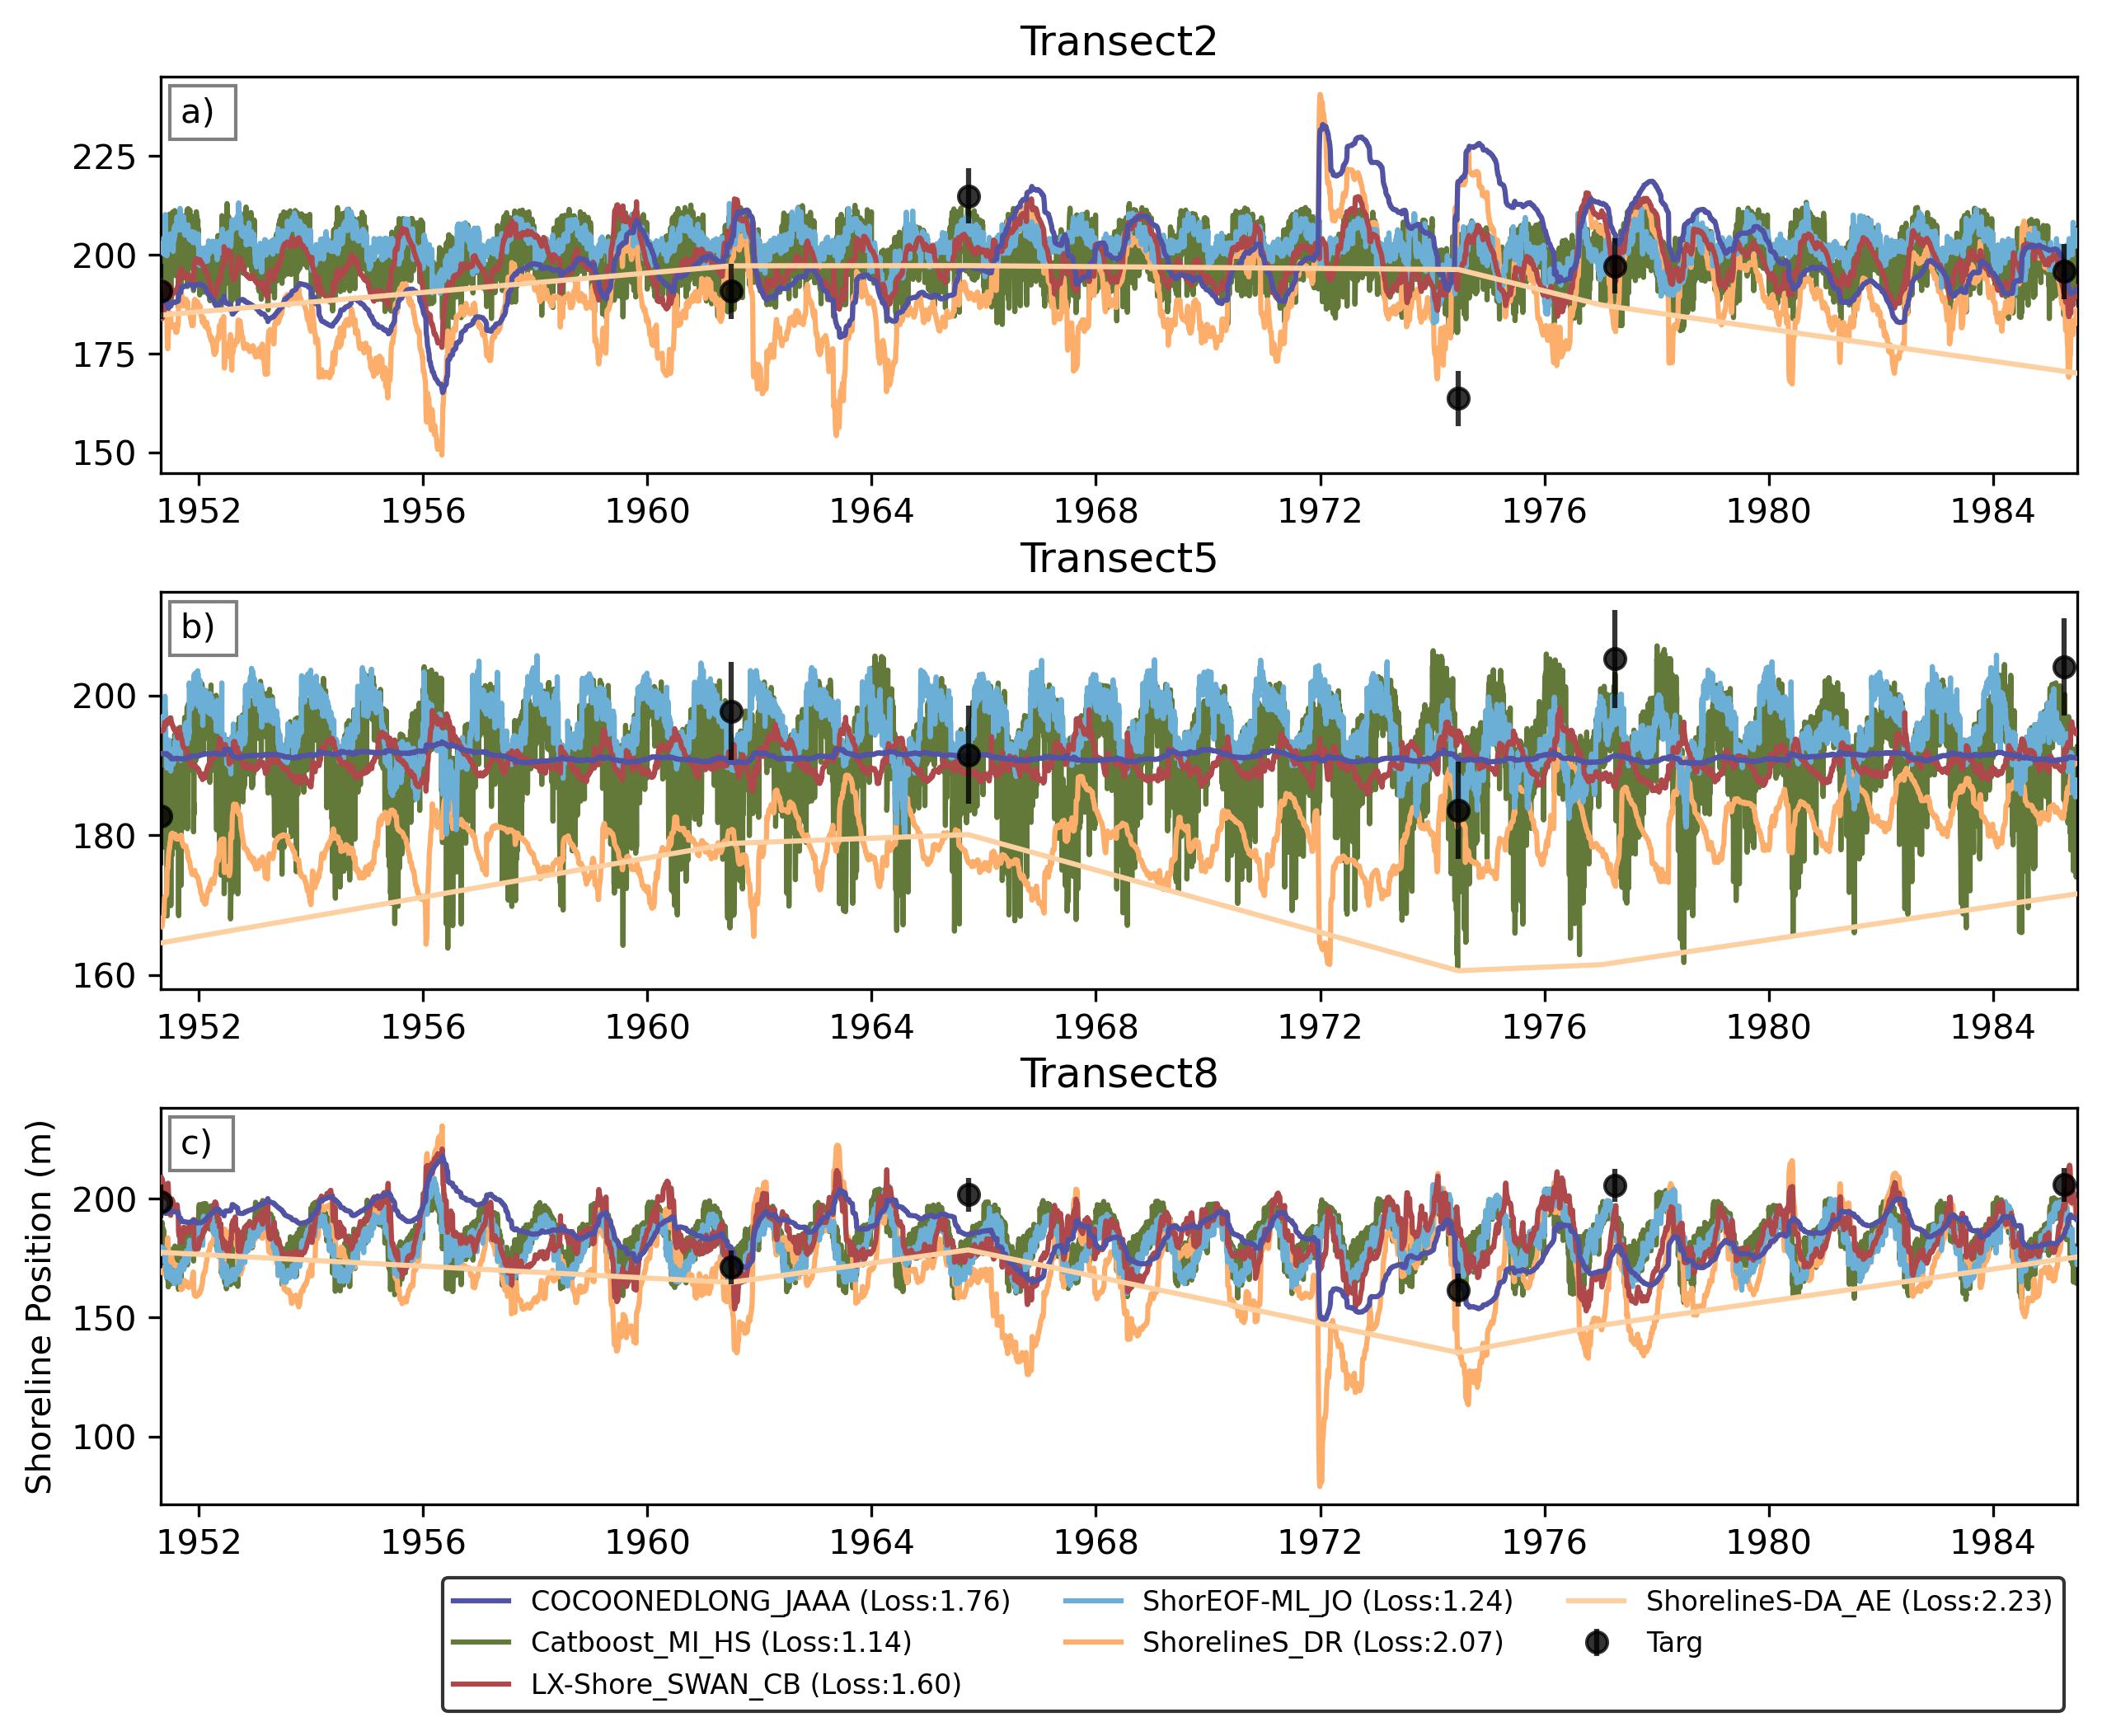 Transect2
a)
225
200
175
150
1952 1956 1960 1964 1968 1972 1976 1980 1984
Transect5
b)
200
180
160
1952 1956 1960 1964 1968 1972 1976 1980 1984
Transect8
c)
200
150
100
Shoreline Position (m)
1952 1956 1960 1964 1968 1972 1976 1980 1984
COCOONEDLONG_JAAA (Loss:1.76)
Catboost_MI_HS (Loss:1.14)
LX-Shore_SWAN_CB (Loss:1.60)
ShorEOF-ML_JO (Loss:1.24)
ShorelineS_DR (Loss:2.07)
ShorelineS-DA_AE (Loss:2.23)
Targ